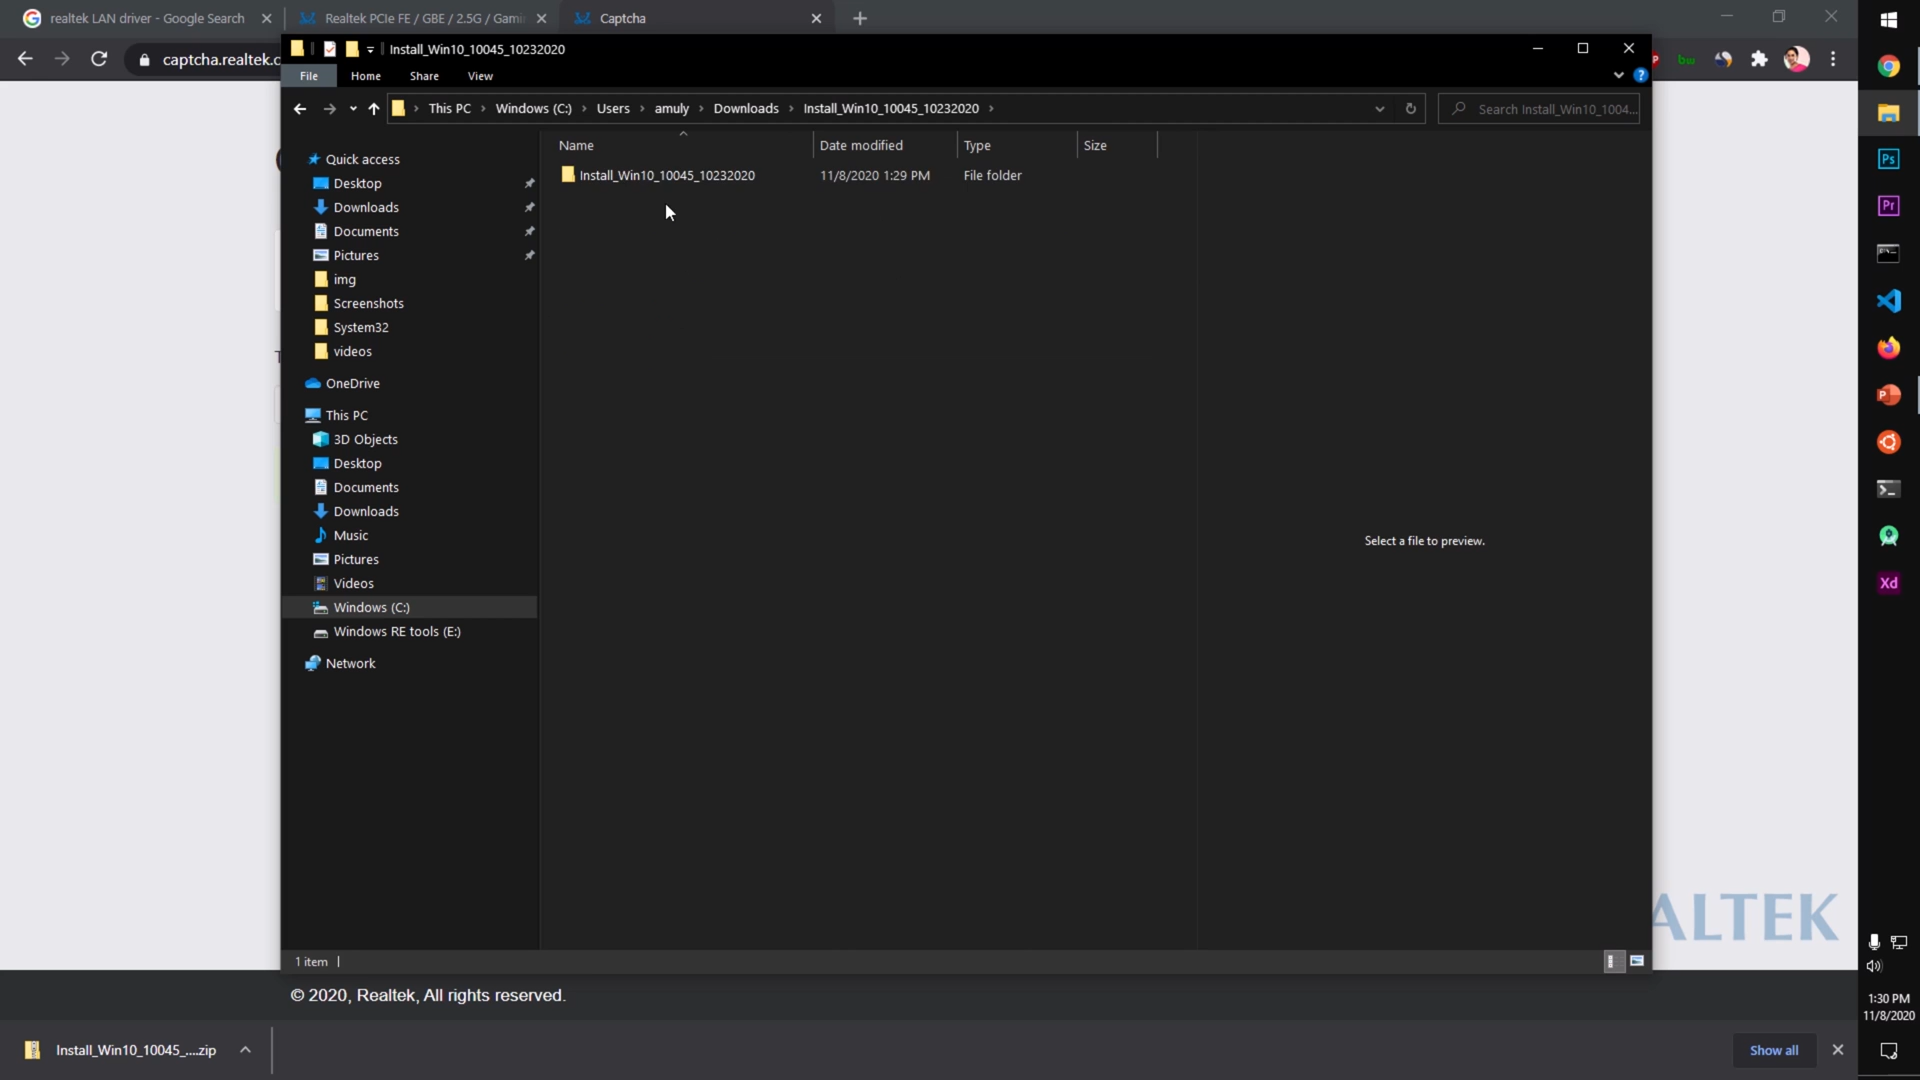 realtek LAN driver - Google Search
Realtek PCIe FE / GBE / 2.5G / Gami
Captcha
captcha.realtek.c
Install_Win10_10045_10232020
File
Home
Share
View
This PC
Windows (C:)
Users
amuly
Downloads
Install_Win10_10045_10232020
Search Install_Win10_1004...
Name
Date modified
Type
Size
Install_Win10_10045_10232020
11/8/2020 1:29 PM
File folder
Quick access
Desktop
Downloads
Documents
Pictures
img
Screenshots
System32
videos
OneDrive
This PC
3D Objects
Desktop
Documents
Downloads
Music
Pictures
Videos
Windows (C:)
Windows RE tools (E:)
Network
Select a file to preview.
1 item
ALTEK
© 2020, Realtek, All rights reserved.
Install_Win10_10045_....zip
Show all
Ps
Pr
Xd
1:30 PM
11/8/2020